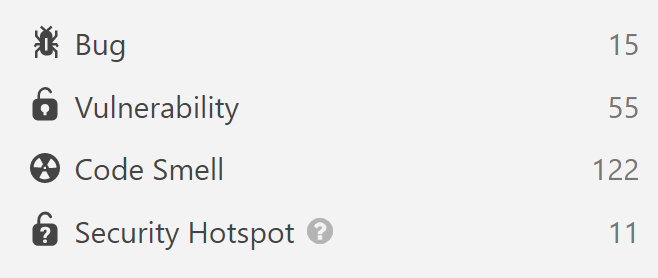 Bug 15
Vulnerability 55
Code Smell 122
Security Hotspot ? 11